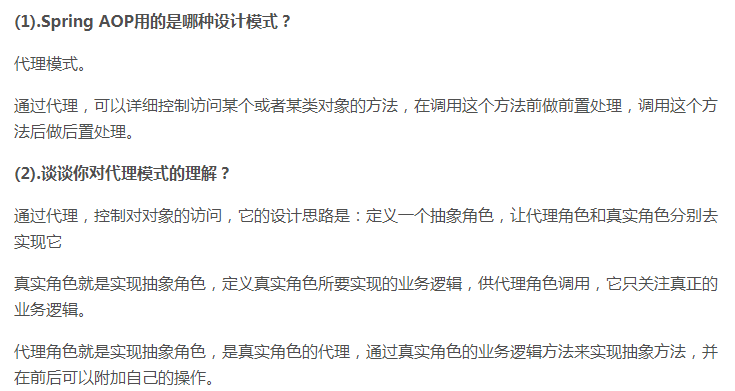 (1).Spring AOP用的是哪种设计模式？
代理模式。
通过代理，可以详细控制访问某个或者某类对象的方法，在调用这个方法前做前置处理，调用这个方
法后做后置处理。
(2).谈谈你对代理模式的理解？
通过代理，控制对对象的访问，它的设计思路是：定义一个抽象角色，让代理角色和真实角色分别去
实现它
真实角色就是实现抽象角色，定义真实角色所要实现的业务逻辑，供代理角色调用，它只关注真正的
业务逻辑。
代理角色就是实现抽象角色，是真实角色的代理，通过真实角色的业务逻辑方法来实现抽象方法，并
在前后可以附加自己的操作。